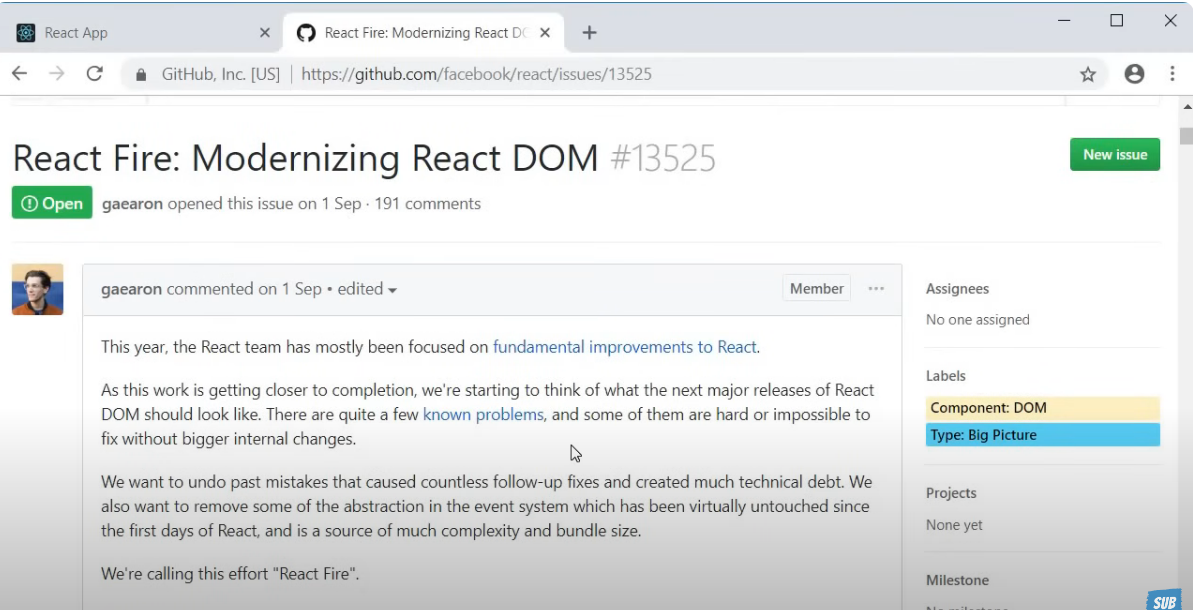 React App
React Fire: Modernizing React DO
GitHub, Inc. [US] | https://github.com/facebook/react/issues/13525
React Fire: Modernizing React DOM #13525
New issue
Open gaearon opened this issue on 1 Sep · 191 comments
gaearon commented on 1 Sep • edited
Member
This year, the React team has mostly been focused on fundamental improvements to React.
As this work is getting closer to completion, we're starting to think of what the next major releases of React
DOM should look like. There are quite a few known problems, and some of them are hard or impossible to
fix without bigger internal changes.
We want to undo past mistakes that caused countless follow-up fixes and created much technical debt. We
also want to remove some of the abstraction in the event system which has been virtually untouched since
the first days of React, and is a source of much complexity and bundle size.
We're calling this effort "React Fire".
Assignees
No one assigned
Labels
Component: DOM
Type: Big Picture
Projects
None yet
Milestone
SUB